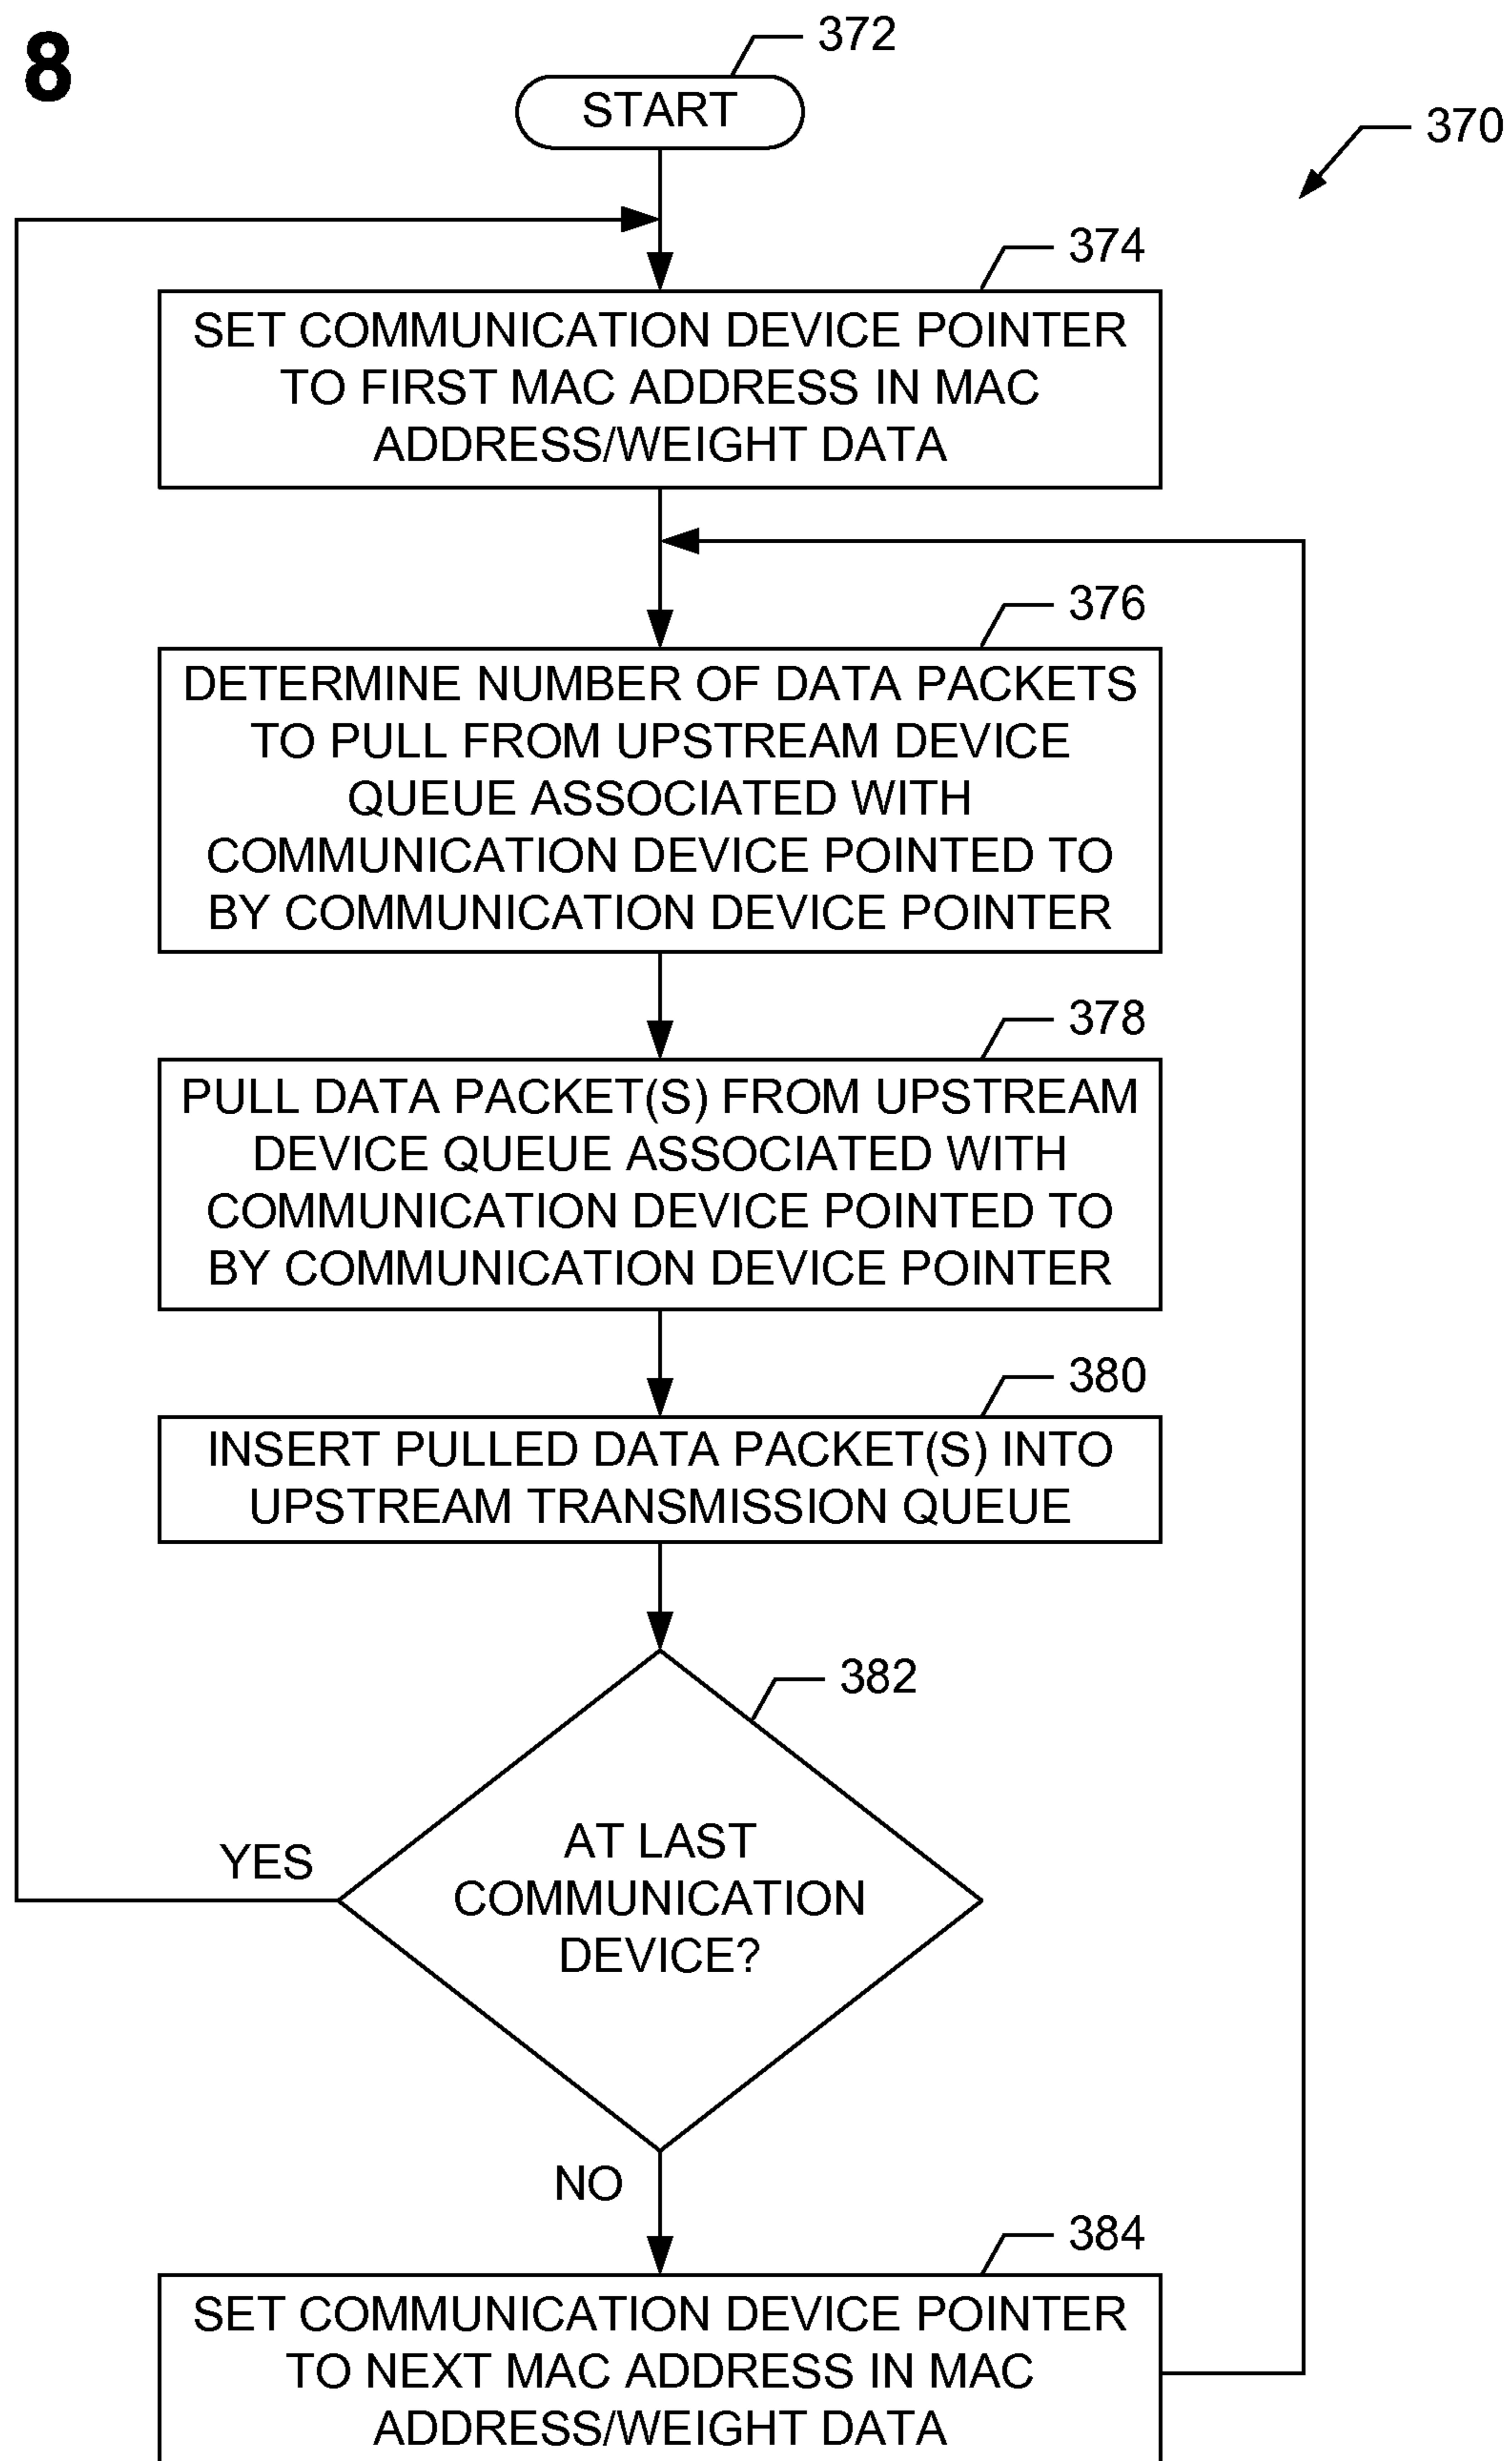 8
372
START
370
374
SET COMMUNICATION DEVICE POINTER
TO FIRST MAC ADDRESS IN MAC
ADDRESS/WEIGHT DATA
376
DETERMINE NUMBER OF DATA PACKETS
TO PULL FROM UPSTREAM DEVICE
QUEUE ASSOCIATED WITH
COMMUNICATION DEVICE POINTED TO
BY COMMUNICATION DEVICE POINTER
378
PULL DATA PACKET(S) FROM UPSTREAM
DEVICE QUEUE ASSOCIATED WITH
COMMUNICATION DEVICE POINTED TO
BY COMMUNICATION DEVICE POINTER
380
INSERT PULLED DATA PACKET(S) INTO
UPSTREAM TRANSMISSION QUEUE
382
AT LAST
COMMUNICATION
DEVICE?
YES
NO
384
SET COMMUNICATION DEVICE POINTER
TO NEXT MAC ADDRESS IN MAC
ADDRESS/WEIGHT DATA